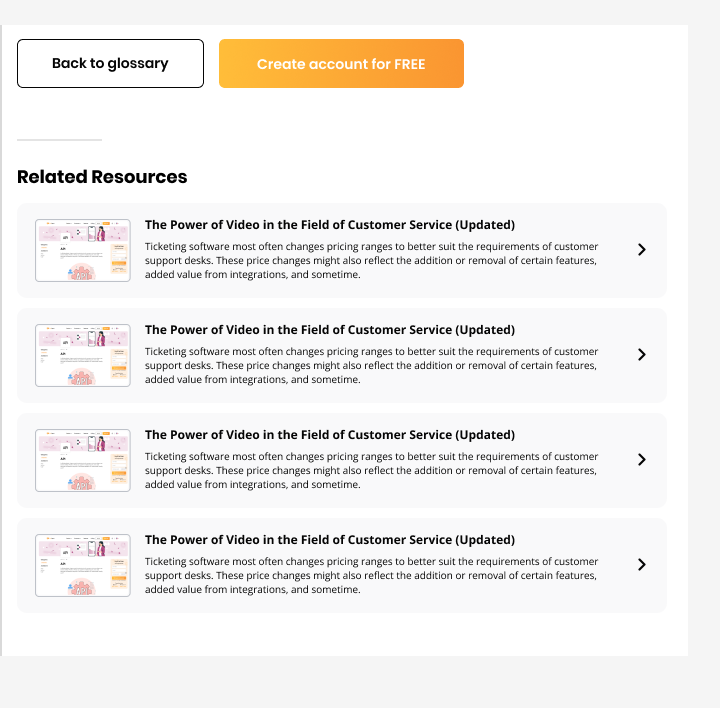 Back to glossary
Create account for FREE
Related Resources
The Power of Video in the Field of Customer Service (Updated)
Ticketing software most often changes pricing ranges to better suit the requirements of customer
support desks. These price changes might also reflect the addition or removal of certain features,
added value from integrations, and sometime.
The Power of Video in the Field of Customer Service (Updated)
Ticketing software most often changes pricing ranges to better suit the requirements of customer
support desks. These price changes might also reflect the addition or removal of certain features,
added value from integrations, and sometime.
The Power of Video in the Field of Customer Service (Updated)
Ticketing software most often changes pricing ranges to better suit the requirements of customer
support desks. These price changes might also reflect the addition or removal of certain features,
added value from integrations, and sometime.
The Power of Video in the Field of Customer Service (Updated)
Ticketing software most often changes pricing ranges to better suit the requirements of customer
support desks. These price changes might also reflect the addition or removal of certain features,
added value from integrations, and sometime.